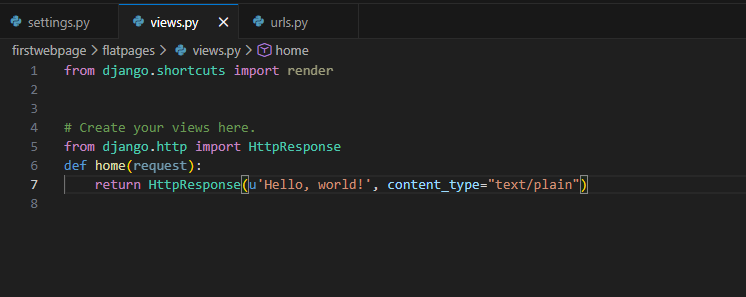 settings.py views.py × urls.py
firstwebpage > flatpages > views.py > home
1 from django.shortcuts import render
2
3
4 # Create your views here.
5 from django.http import HttpResponse
6 def home(request):
7     return HttpResponse(u'Hello, world!', content_type="text/plain")
8